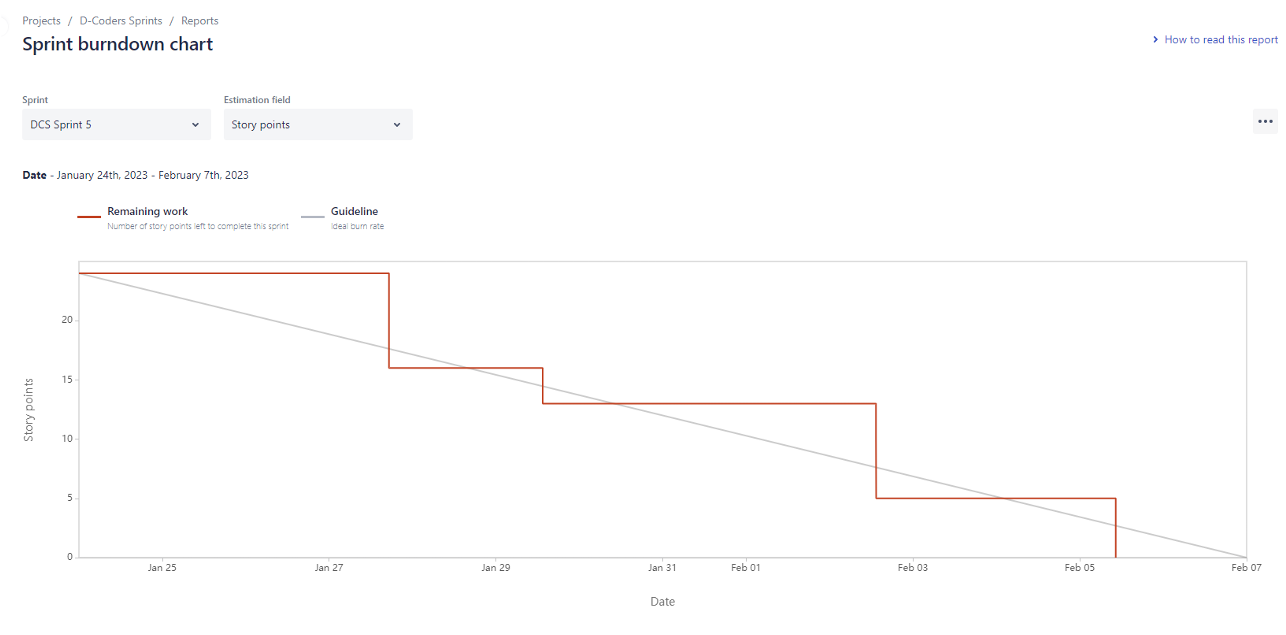 Projects / D-Coders Sprints / Reports
Sprint burndown chart
How to read this report
Sprint
Estimation field
DCS Sprint 5
Story points
Date - January 24th, 2023 - February 7th, 2023
Remaining work
Number of story points left to complete this sprint
Guideline
Ideal burn rate
Story points
20
15
10
5
0
Jan 25 Jan 27 Jan 29 Jan 31 Feb 01 Feb 03 Feb 05 Feb 07
Date